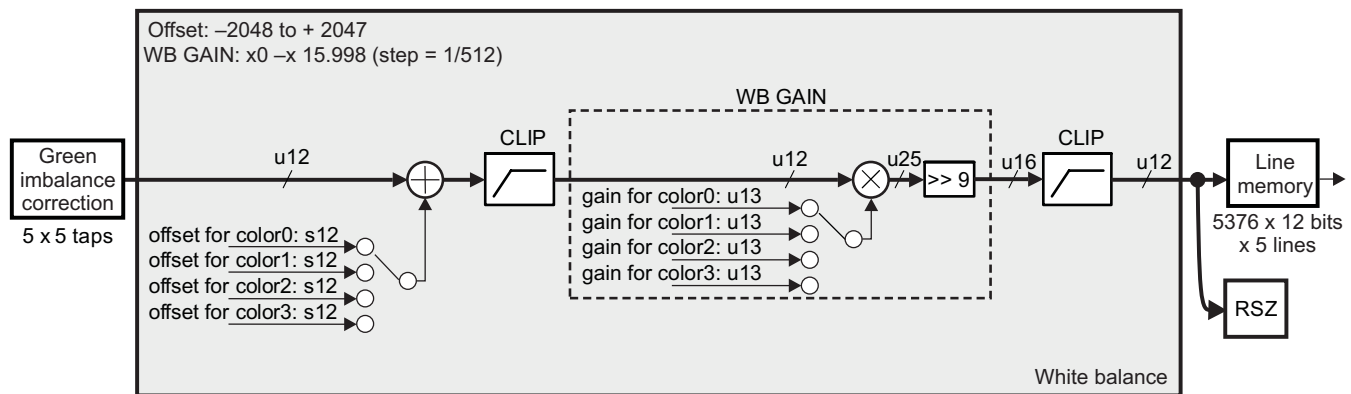 Offset: –2048 to + 2047
WB GAIN: x0 –x 15.998 (step = 1/512)
WB GAIN
Green
imbalance
correction
5 x 5 taps
u12
CLIP
u12
u25
>> 9
u16
CLIP
u12
Line
memory
5376 x 12 bits
x 5 lines
gain for color0: u13
gain for color1: u13
gain for color2: u13
gain for color3: u13
offset for color0: s12
offset for color1: s12
offset for color2: s12
offset for color3: s12
RSZ
White balance